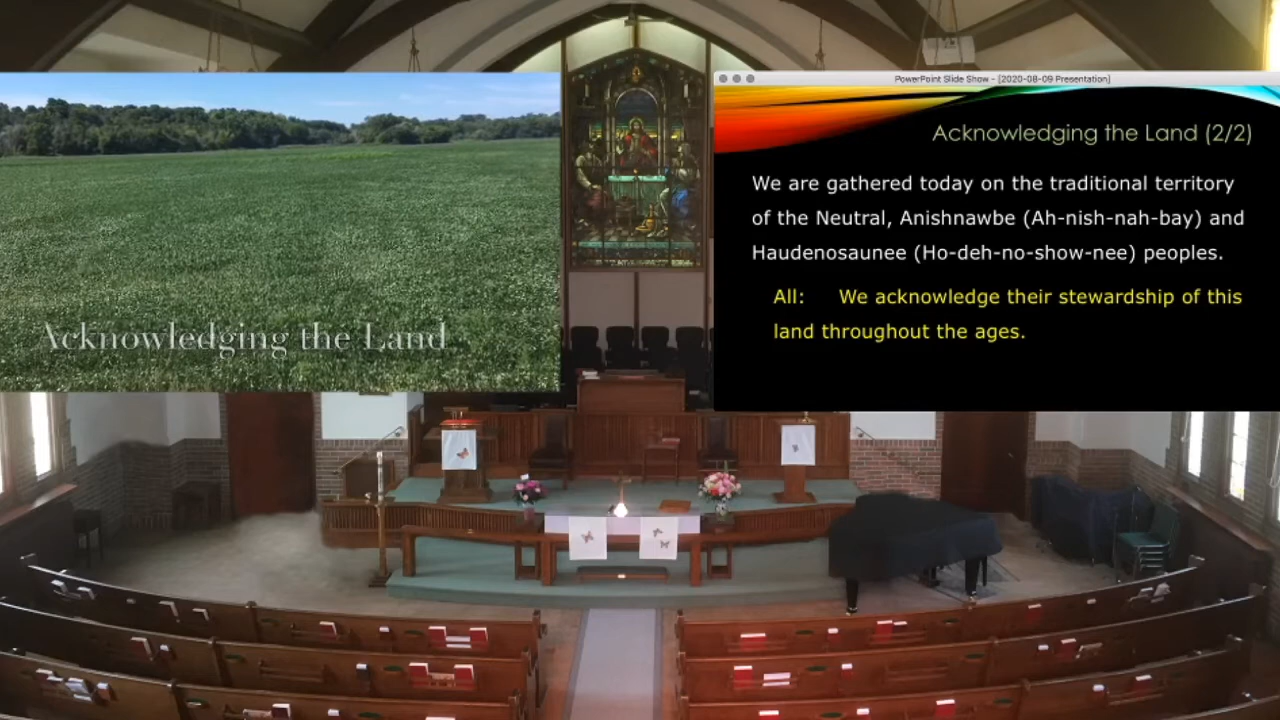 Acknowledging the Land
PowerPoint Slide Show - [2020-08-09 Presentation]
Acknowledging the Land (2/2)
We are gathered today on the traditional territory
of the Neutral, Anishnawbe (Ah-nish-nah-bay) and
Haudenosaunee (Ho-deh-no-show-nee) peoples.
All: We acknowledge their stewardship of this
land throughout the ages.